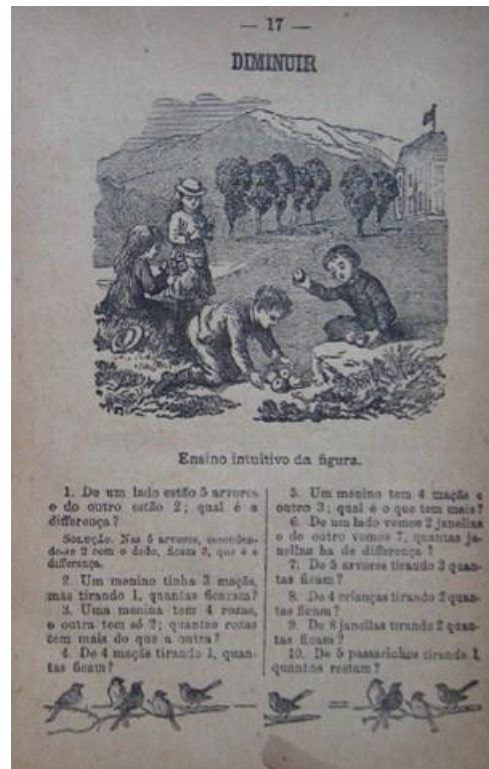 — 17 —
DIMINUIR
Ensino intuitivo da figura.
1. De um lado estão 5 arvores
e do outro estão 2; qual é a
differença?
SOLUÇÃO. Nas 5 arvores, esconden-
do-se 2 com o dedo, ficam 3, que é a
differença.
2. Um menino tinha 3 maçãs,
mas tirando 1, quantas ficaram?
3. Uma menina tem 4 rozas,
e outra tem só 2; quantas rozas
tem mais do que a outra?
4. De 4 maçãs tirando 1, quan-
tas ficam?
5. Um menino tem 4 maçãs e
outro 3; qual é o que tem mais?
6. De um lado vemos 2 janellas
e de outro vemos 7, quantas ja-
nellas ha de differença?
7. De 5 arvores tirando 3 quan-
tas ficam?
8. De 4 crianças tirando 2 quan-
tas ficam?
9. De 8 janellas tirando 2 quan-
tas ficam?
10. De 5 passarinhos tirando 1
quantos restam?
— =